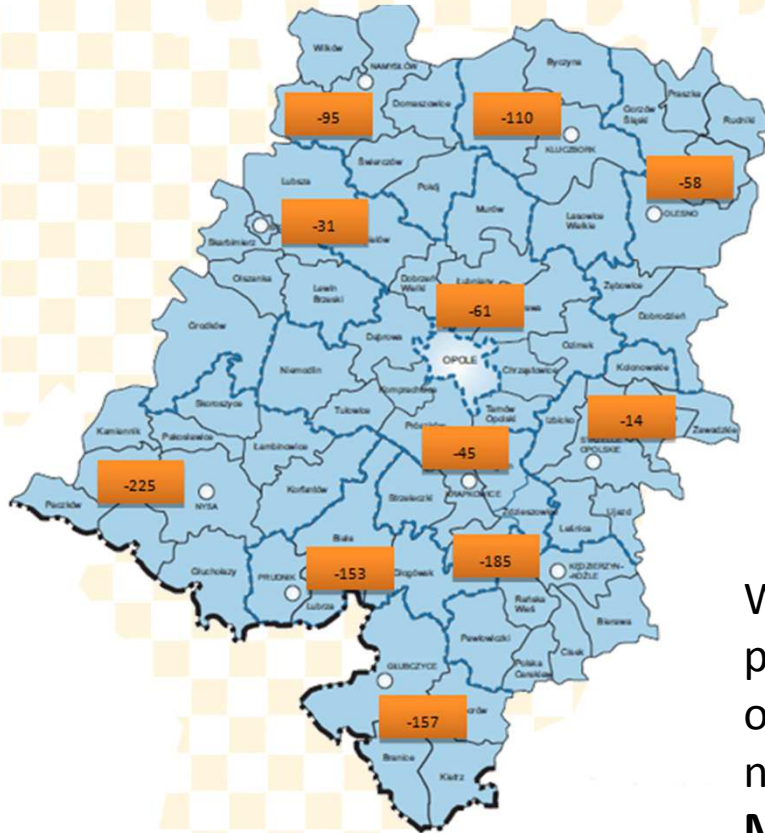 Wilków
NAMYSŁÓW
Byczyna
Domaszowice
Gorzów
Śląski
Praszka
Rudniki
-95
-110
KLUCZBORK
Świerczów
-58
Lubsza
Pokój
OLESNO
Murów
Lasowice
Wielkie
-31
Skarbimierz
Olszanka
Lewin
Brzeski
Dobrzeń
Wielki
Łubniany
Zębowice
-61
Dobrodzień
Grodków
Dąbrowa
Ozimek
OPOLE
Chrząstowice
Kolonowskie
Niemodlin
Komprachcice
Skoroszyce
Tułowice
Tarnów
Opolski
Izbicko
-14
Zawadzkie
Kamiennik
Pakosławice
Łambinowice
-45
OPOLSKIE
Paczków
-225
NYSA
Korfantów
Strzeleczki
KRAPKOWICE
Zdzieszowice
Ujazd
Leśnica
Biała
Głuchołazy
PRUDNIK
-153
Głogówek
-185
KĘDZIERZYN-
-KOŹLE
Lubrza
Reńska
Wieś
Bierawa
Pawłowiczki
Cisek
Polska
Cerekiew
GŁUBCZYCE
-157
Branice
Kietrz
W
p
o
n